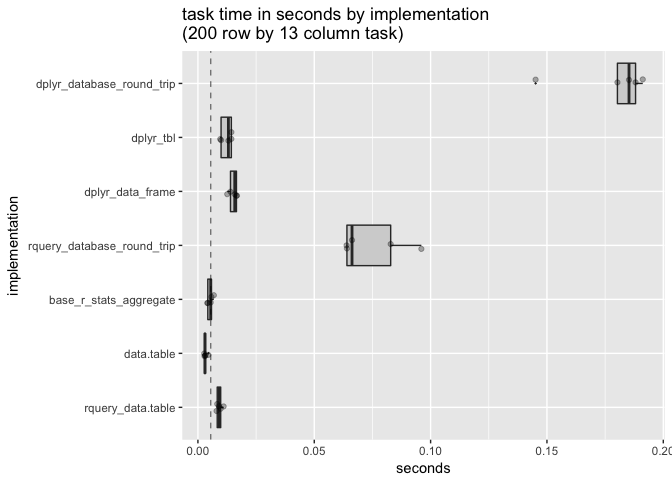 task time in seconds by implementation
(200 row by 13 column task)
dplyr_database_round_trip
dplyr_tbl
dplyr_data_frame
rquery_database_round_trip
base_r_stats_aggregate
data.table
rquery_data.table
implementation
0.00 0.05 0.10 0.15 0.20
seconds